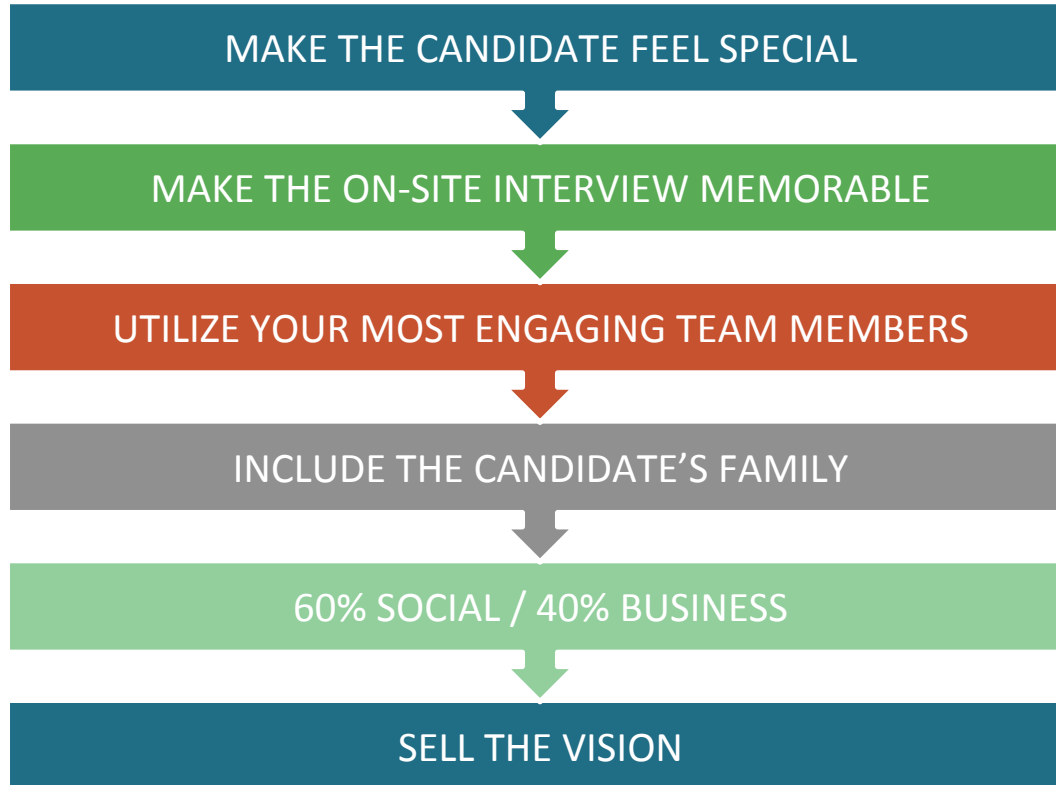 MAKE THE CANDIDATE FEEL SPECIAL
MAKE THE ON-SITE INTERVIEW MEMORABLE
UTILIZE YOUR MOST ENGAGING TEAM MEMBERS
INCLUDE THE CANDIDATE’S FAMILY
60% SOCIAL / 40% BUSINESS
SELL THE VISION